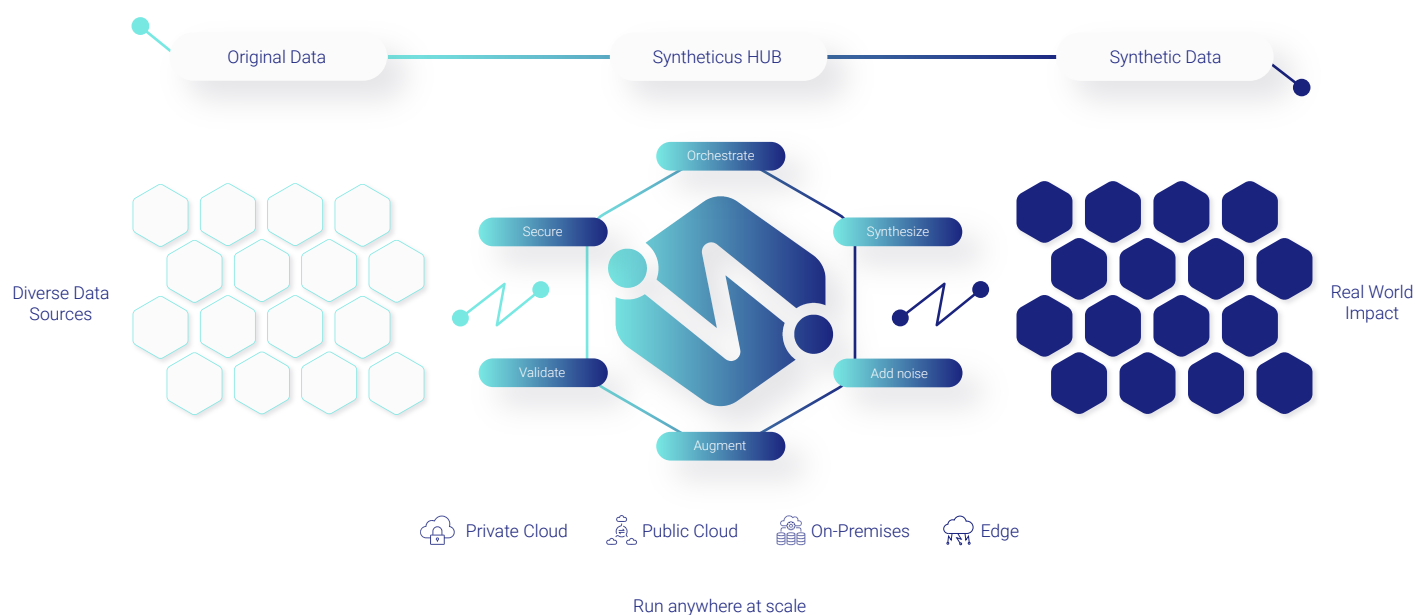 Original Data
Syntheticus HUB
Synthetic Data
Orchestrate
Secure
Synthesize
Diverse Data
Sources
Real World
Impact
Validate
Add noise
Augment
Private Cloud
Public Cloud
On-Premises
Edge
Run anywhere at scale